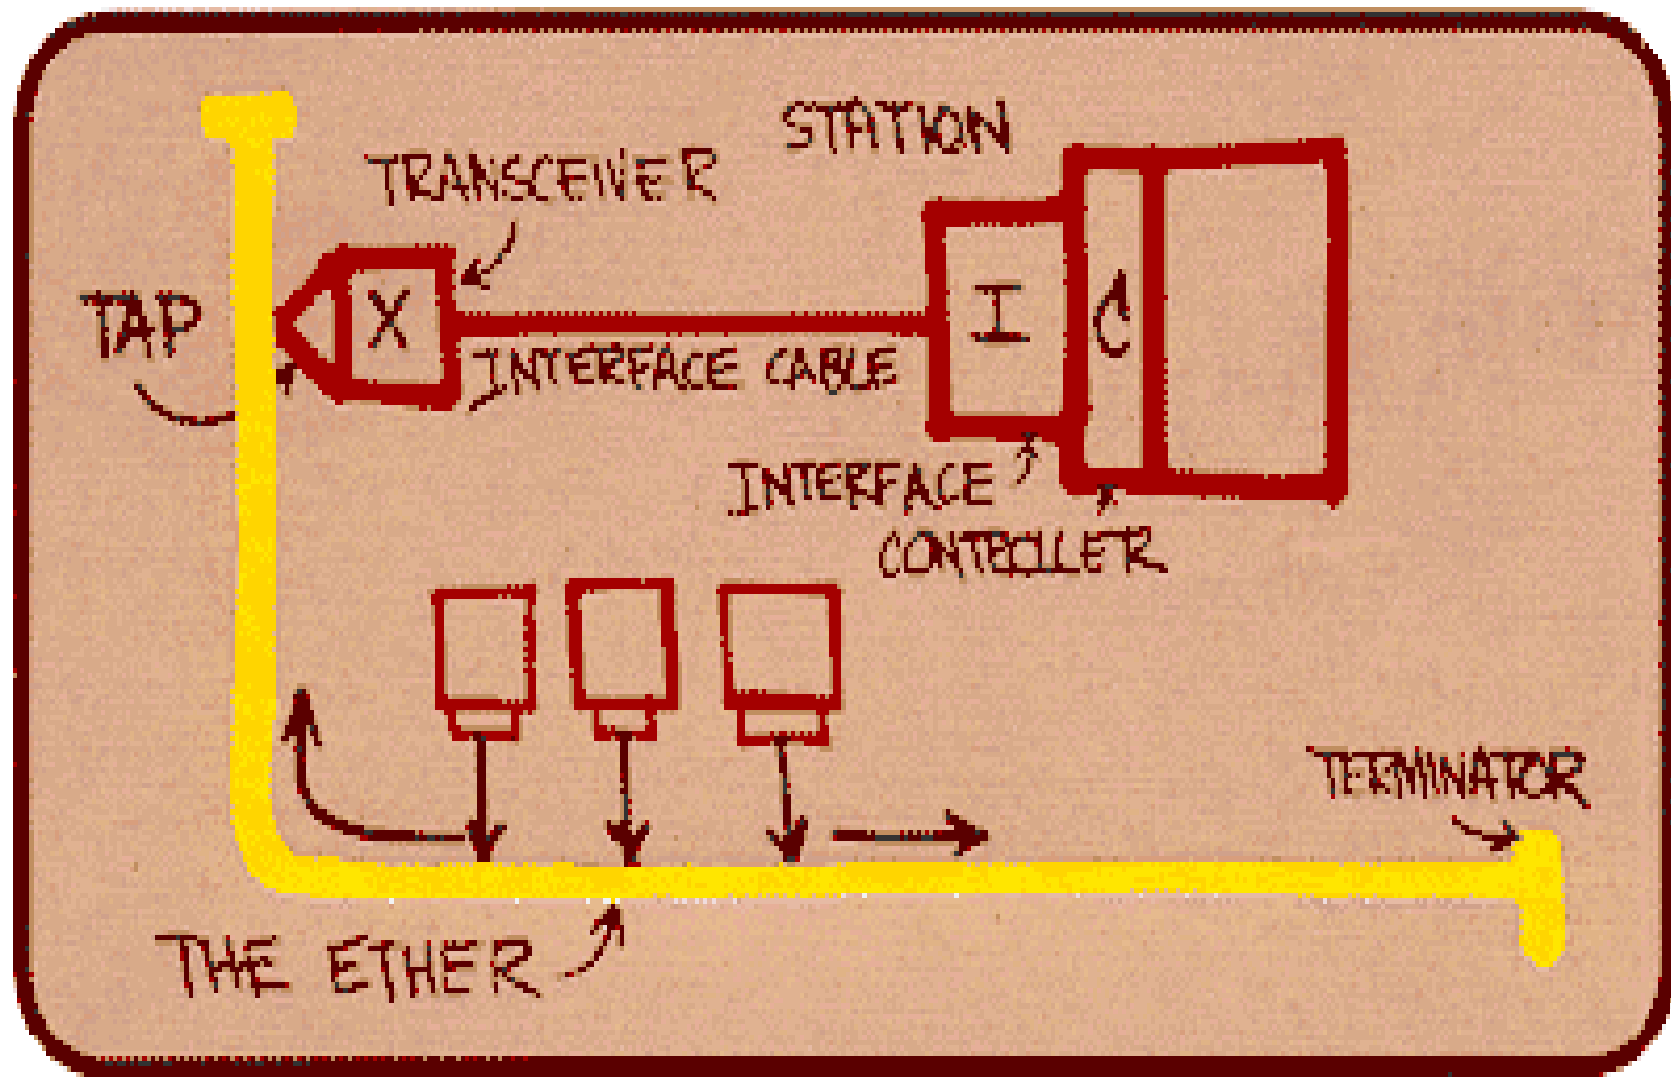 STATION
TRANSCEIVER
TAP
X
I
C
INTERFACE CABLE
INTERFACE
CONTROLLER
TERMINATOR
THE ETHER